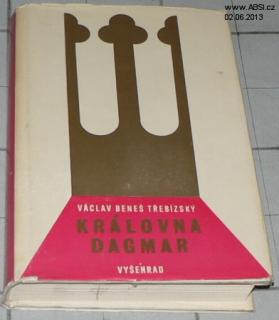 www.ABSI.cz
02.06.2013
VÁCLAV BENEŠ TŘEBÍZSKÝ
KRÁLOVNA
DAGMAR
VYŠEHRAD